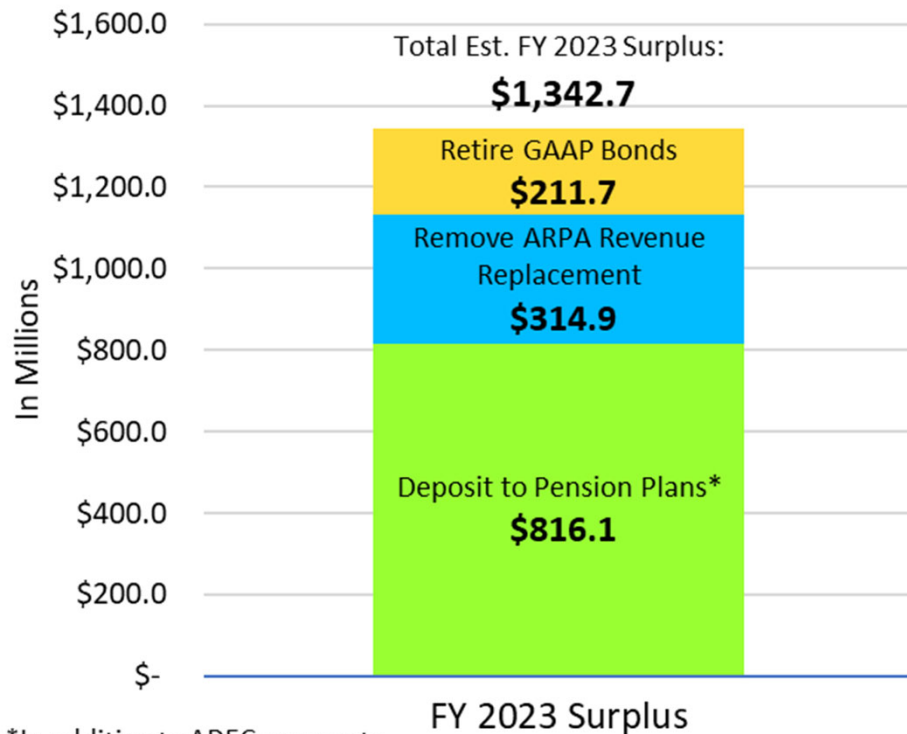 $1,600.0
Total Est. FY 2023 Surplus:
$1,342.7
$1,400.0
Retire GAAP Bonds
$211.7
$1,200.0
Remove ARPA Revenue
Replacement
$314.9
$1,000.0
In Millions
$800.0
$600.0
Deposit to Pension Plans*
$816.1
$400.0
$200.0
$-
FY 2023 Surplus